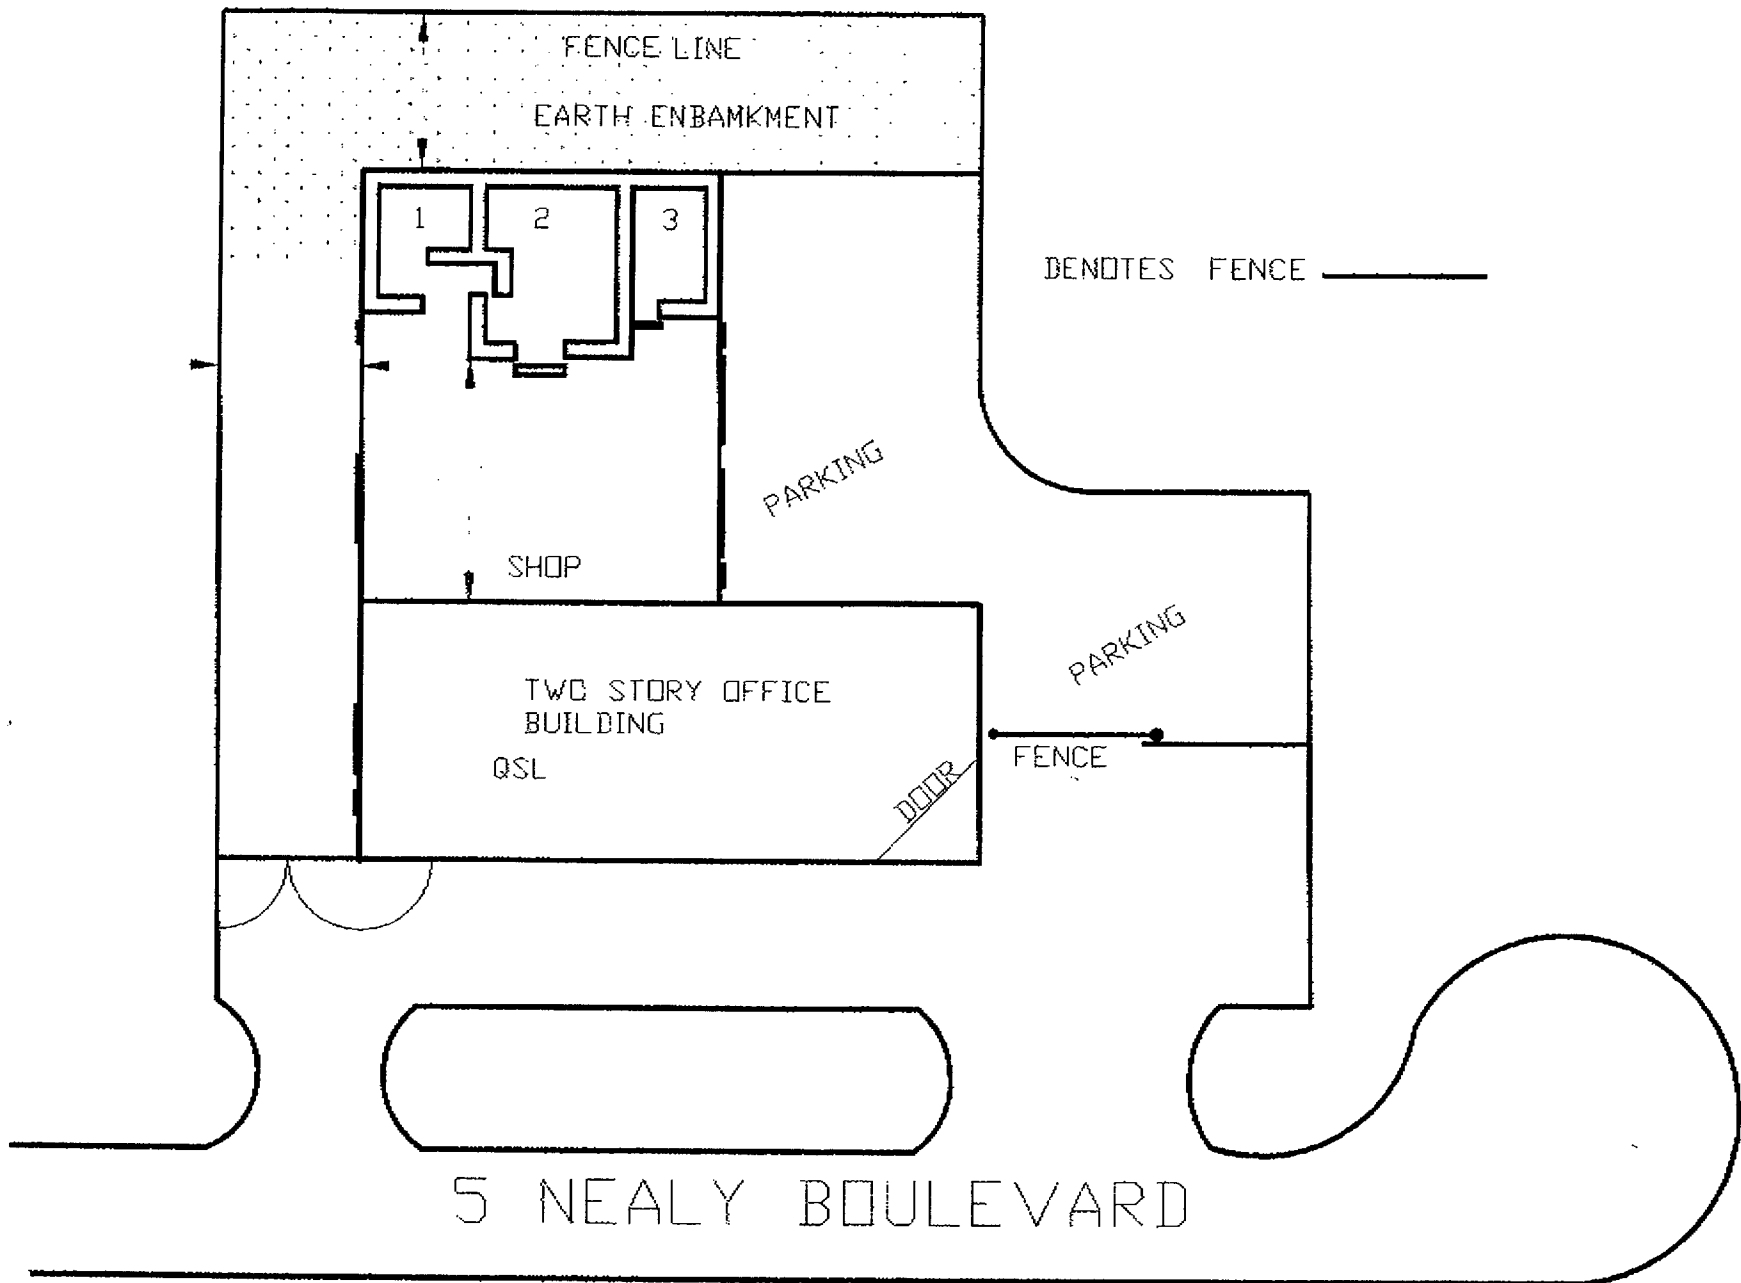 FENCE LINE
EARTH ENBAMKMENT
1 2 3
DENOTES FENCE
PARKING
SHOP
PARKING
TWO STORY OFFICE
BUILDING
FENCE
QSL
DOOR
5 NEALY BOULEVARD